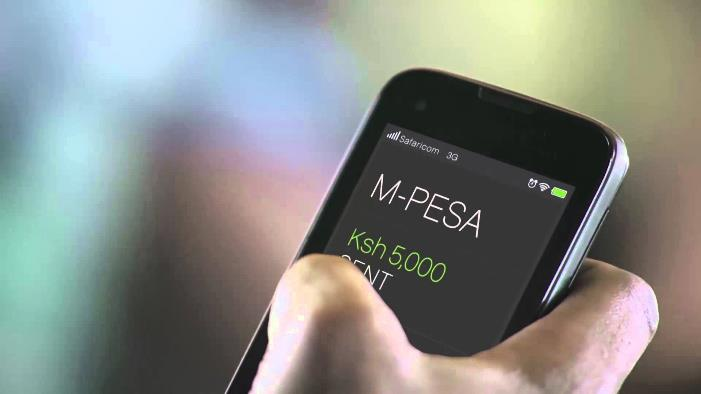 Safaricom 3G
M-PESA
Ksh 5,000
SENT